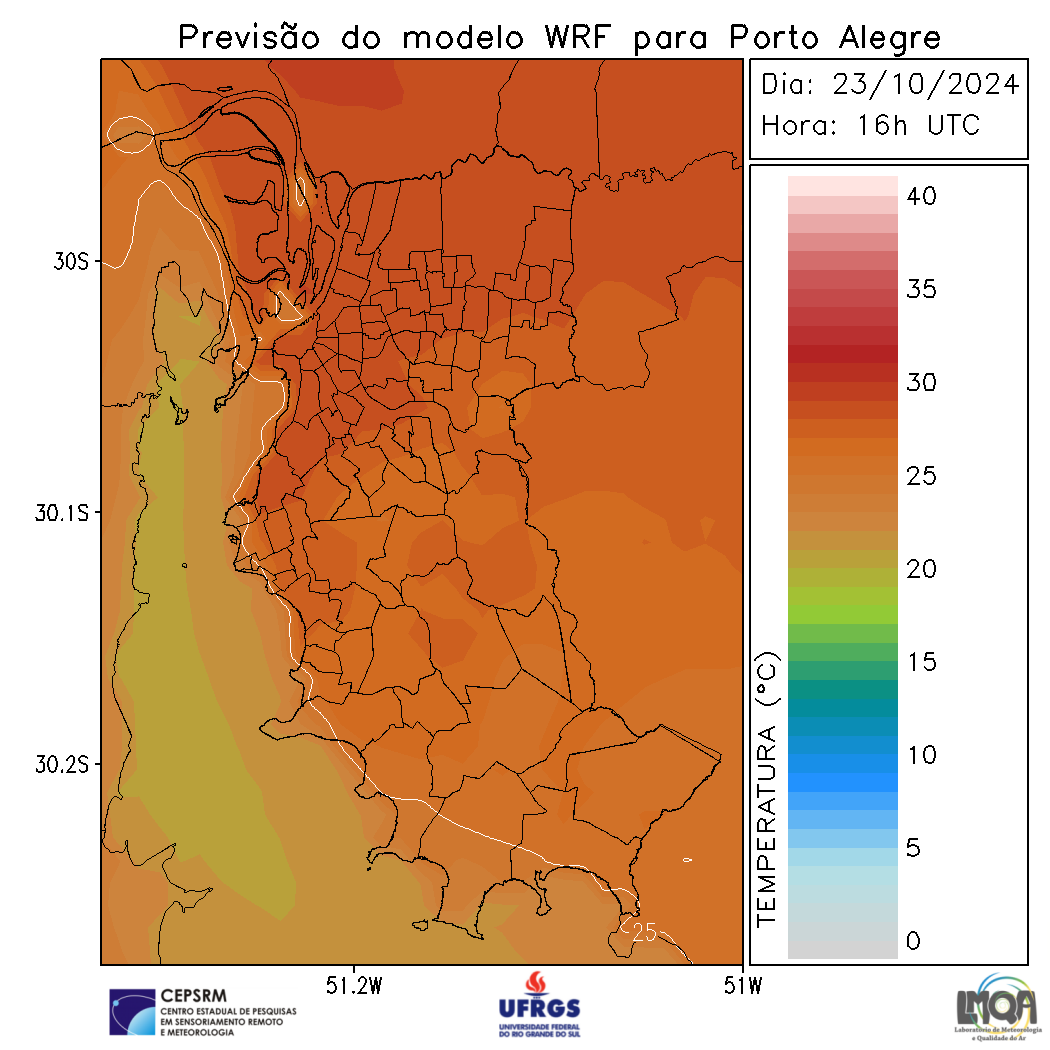 Previsão do modelo WRF para Porto Alegre
Dia: 23/10/2024
Hora: 16h UTC
40
35
30
25
20
15
10
5
0
TEMPERATURA (°C)
30S
30.1S
30.2S
25
51.2W
51W
CEPSRM
CENTRO ESTADUAL DE PESQUISAS
EM SENSORIAMENTO REMOTO
E METEOROLOGIA
UFRGS
UNIVERSIDADE FEDERAL
DO RIO GRANDE DO SUL
LMQA
Laboratório de Meteorologia
e Qualidade do Ar